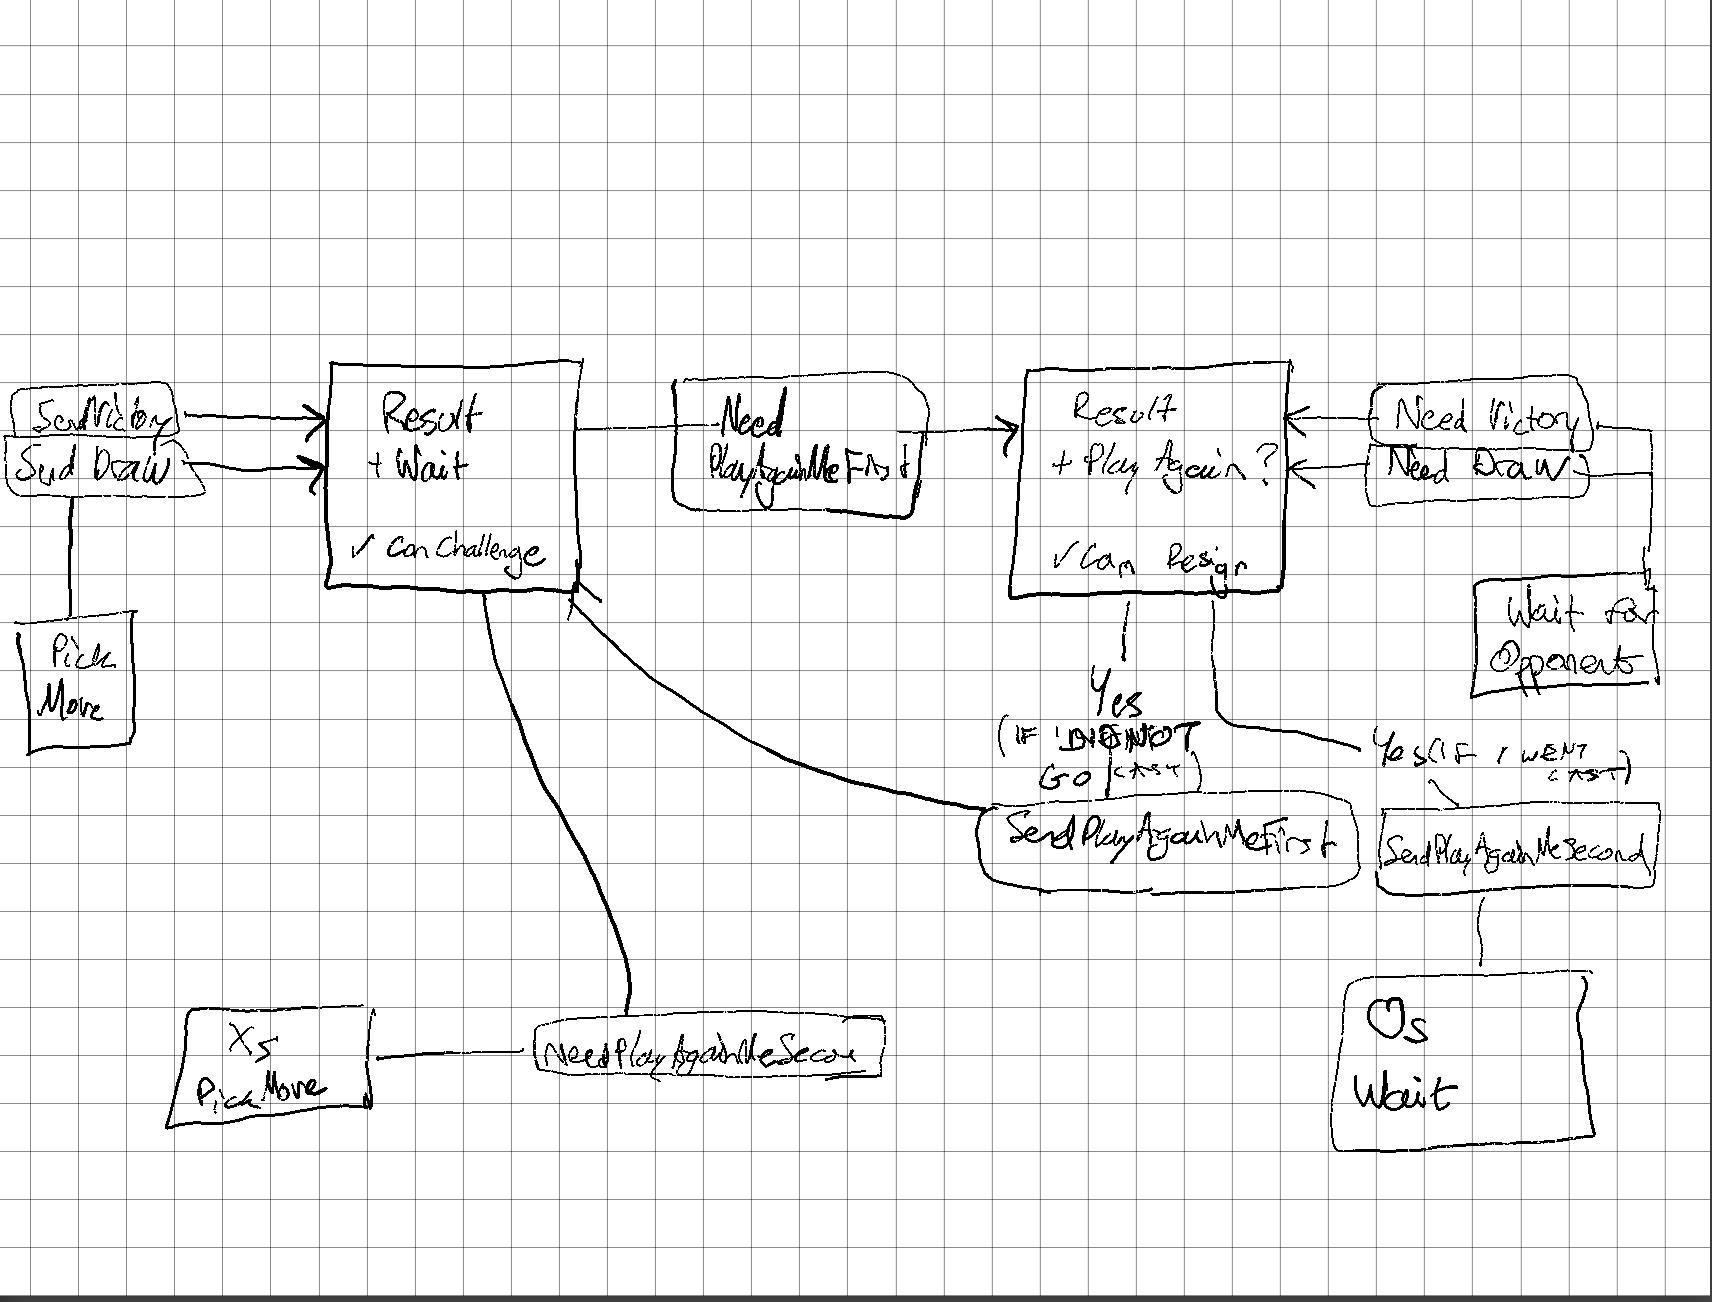 SendVictory
Send Draw
Pick
Move
Result
+ Wait
✓ Can Challenge
Need
PlayAgainMeFirst
Result
+ Play Again?
✓ Can Resign
Need Victory
Need Draw
Wait for
Opponent
Yes
(IF I DID NOT
GO LAST)
Yes (IF I WENT
LAST)
SendPlayAgainMeFirst
SendPlayAgainMeSecond
Xs
Pick Move
NeedPlayAgainMeSecon
Os
Wait